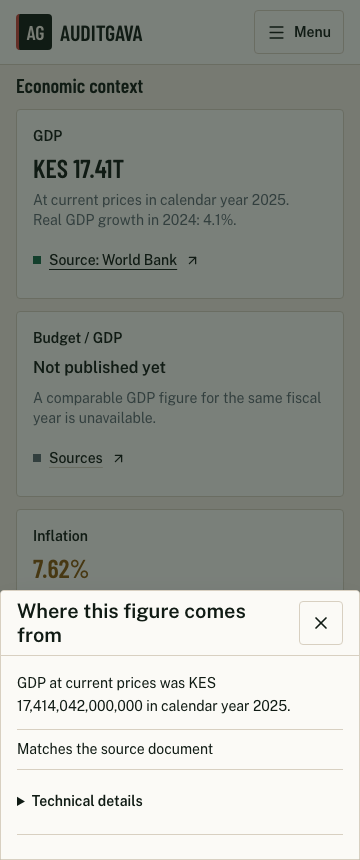 AG AUDITGAVA
Menu
Economic context
GDP
KES 17.41T
At current prices in calendar year 2025.
Real GDP growth in 2024: 4.1%.
Source: World Bank
Budget / GDP
Not published yet
A comparable GDP figure for the same fiscal
year is unavailable.
Sources
Inflation
7.62%
Where this figure comes
from
GDP at current prices was KES
17,414,042,000,000 in calendar year 2025.
Matches the source document
Technical details